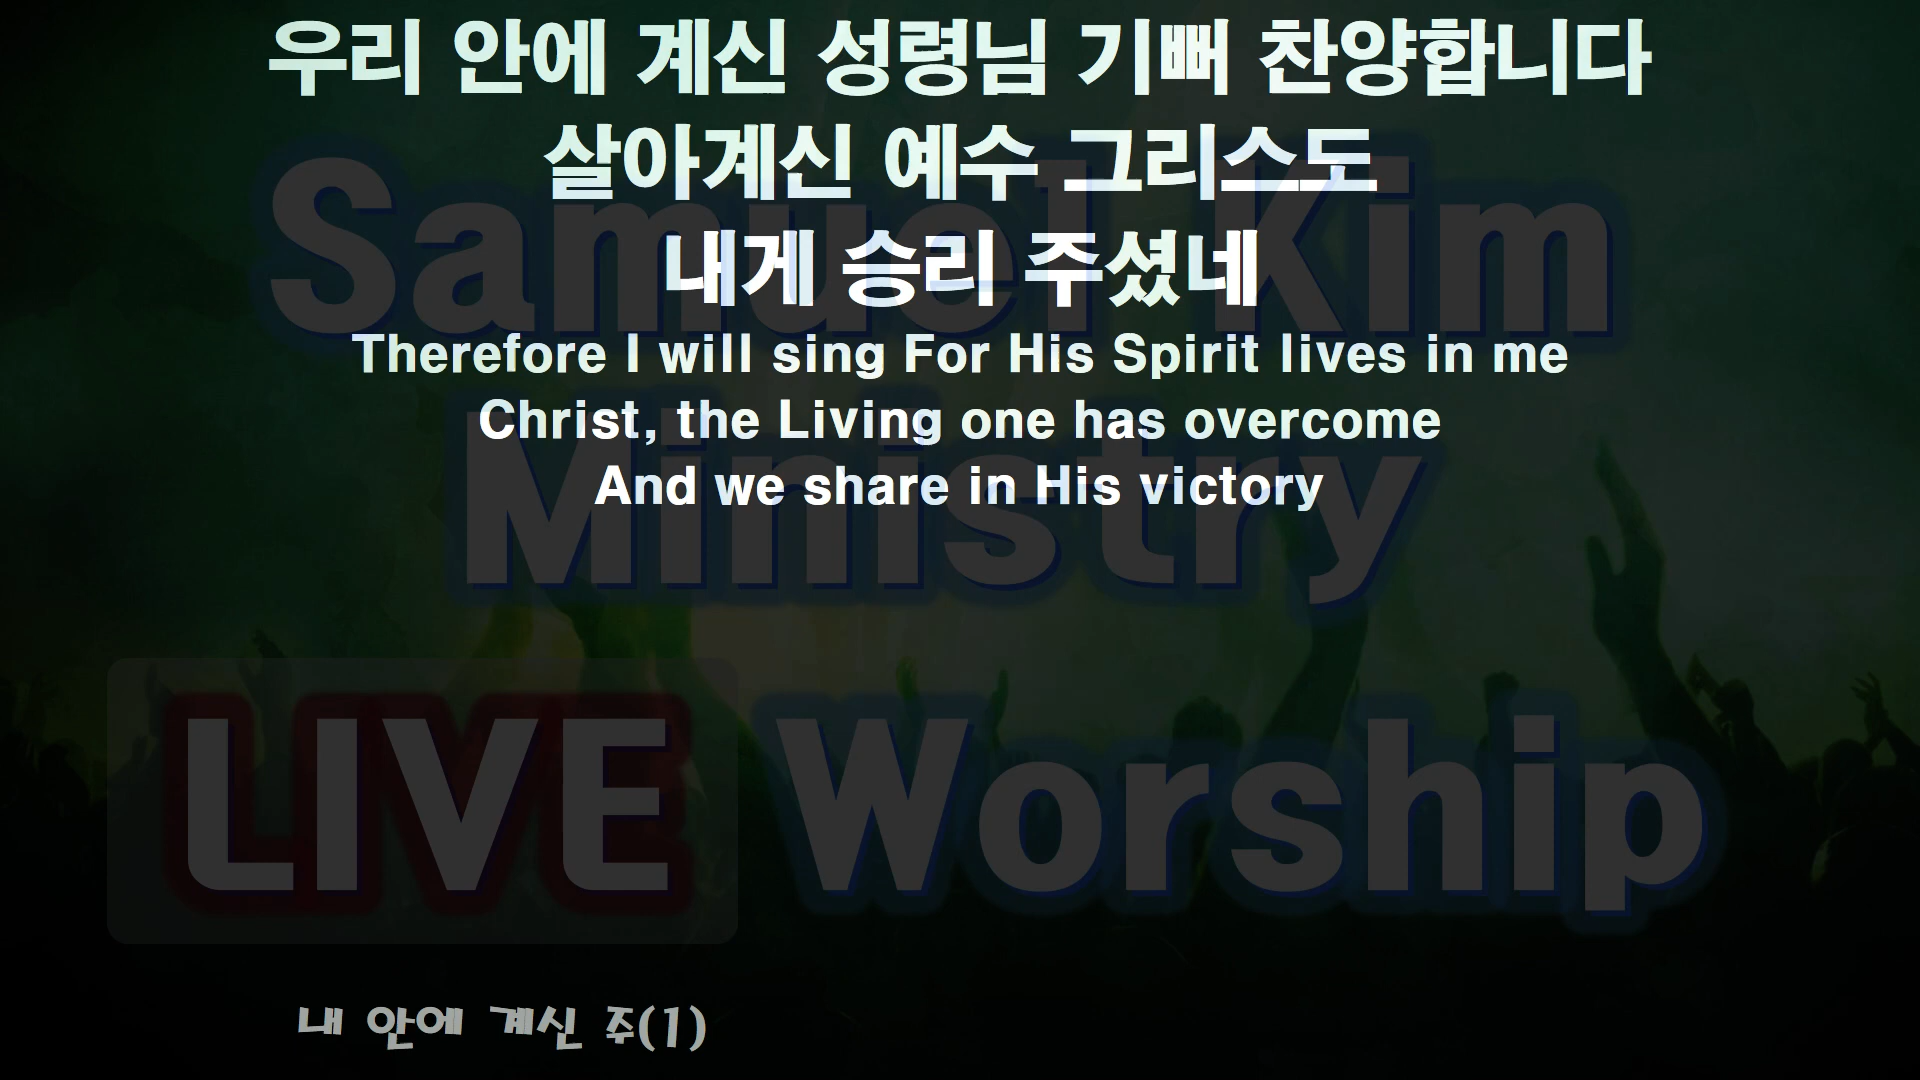 우리 안에 계신 성령님 기뻐 찬양합니다
살아계신 예수 그리스도
내게 승리 주셨네
Therefore I will sing For His Spirit lives in me
Christ, the Living one has overcome
And we share in His victory
Samuel Kim
Ministry
LIVE Worship
내 안에 계신 주(1)